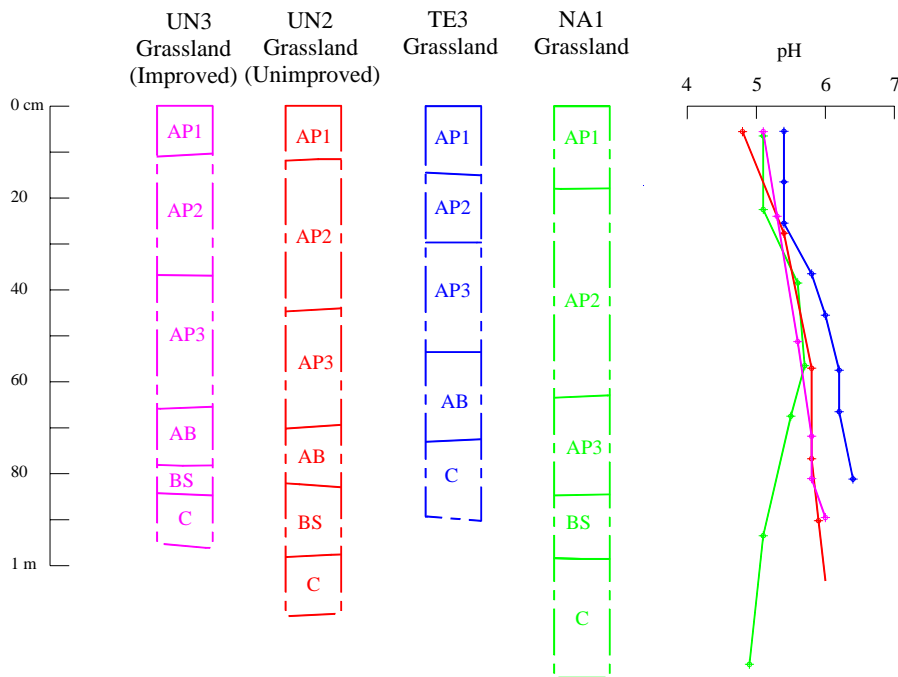 UN3
Grassland
(Improved)
UN2
Grassland
(Unimproved)
TE3
Grassland
NA1
Grassland
pH
4 5 6 7
0 cm
20
40
60
80
1 m
AP1
AP2
AP3
AB
BS
C
AP1
AP2
AP3
AB
BS
C
AP1
AP2
AP3
AB
C
AP1
AP2
AP3
BS
C